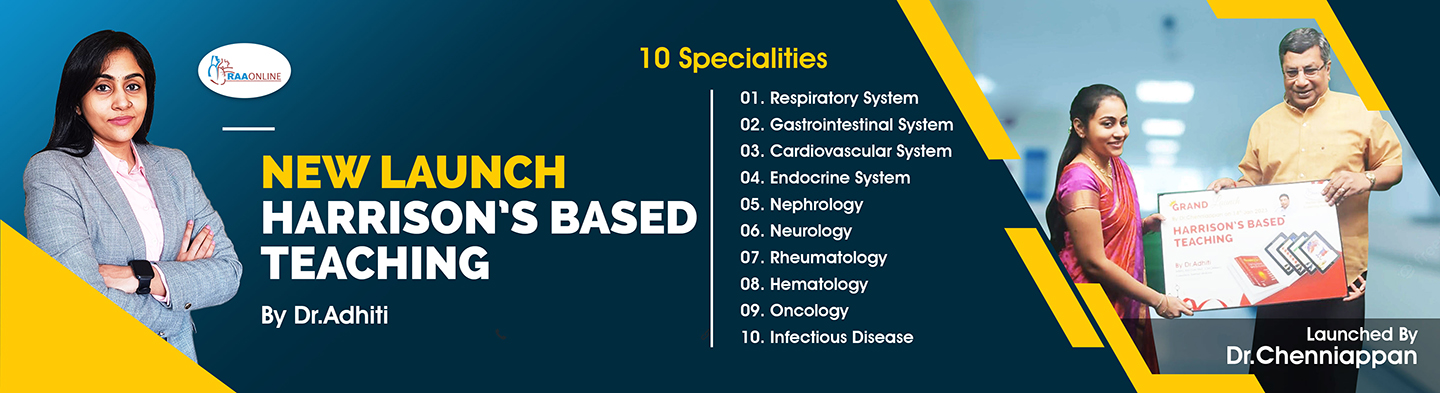 RAAONLINE
NEW LAUNCH
HARRISON'S BASED
TEACHING
By Dr.Adhiti
10 Specialities
01. Respiratory System
02. Gastrointestinal System
03. Cardiovascular System
04. Endocrine System
05. Nephrology
06. Neurology
07. Rheumatology
08. Hematology
09. Oncology
10. Infectious Disease
GRAND
HARRISON'S BASED
TEACHING
By Dr.Adhiti
Launched By
Dr.Chenniappan